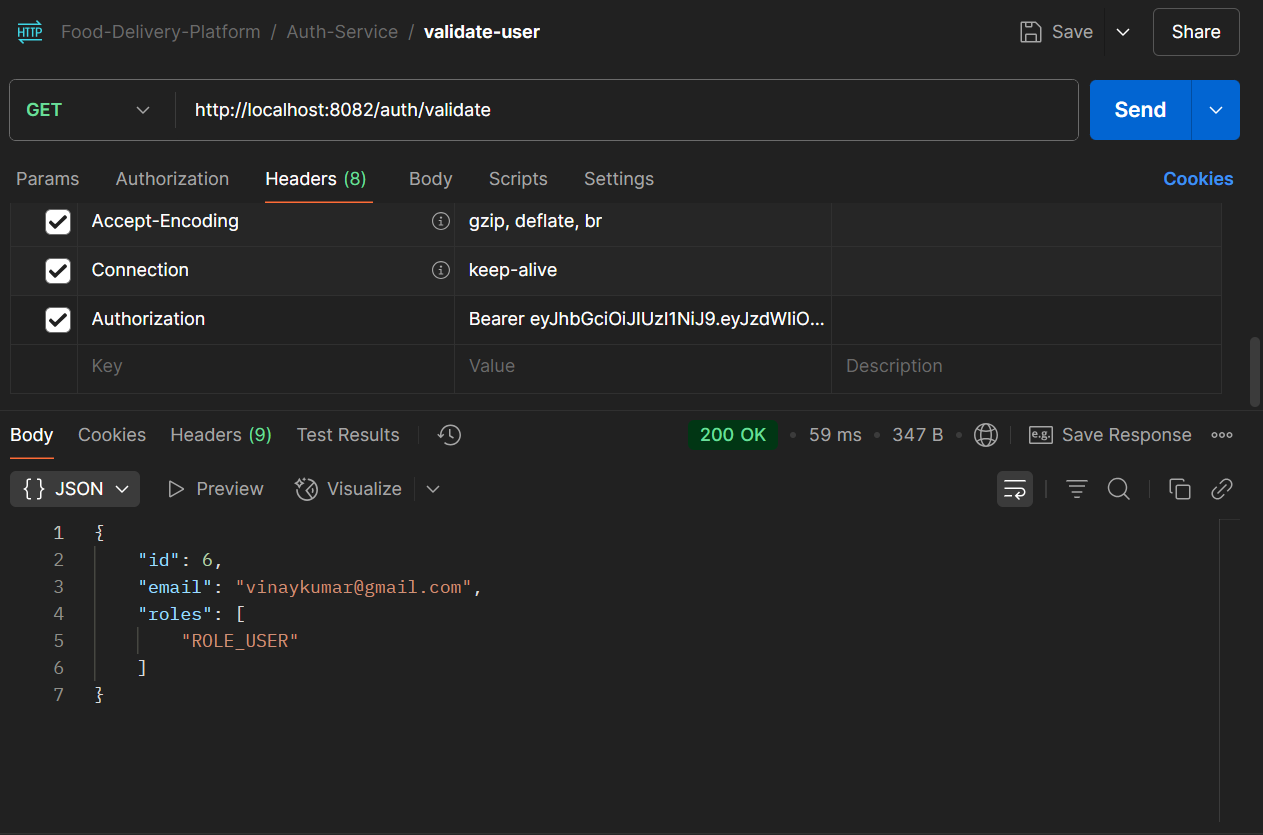 HTTP Food-Delivery-Platform / Auth-Service / validate-user Save Share
GET http://localhost:8082/auth/validate Send
Params Authorization Headers (8) Body Scripts Settings Cookies
Accept-Encoding gzip, deflate, br
Connection keep-alive
Authorization Bearer eyJhbGciOiJIUzI1NiJ9.eyJzdWIiO...
Key Value Description
Body Cookies Headers (9) Test Results 200 OK • 59 ms • 347 B • e.g. Save Response
{} JSON Preview Visualize
1 {
2 "id": 6,
3 "email": "vinaykumar@gmail.com",
4 "roles": [
5 "ROLE_USER"
6 ]
7 }